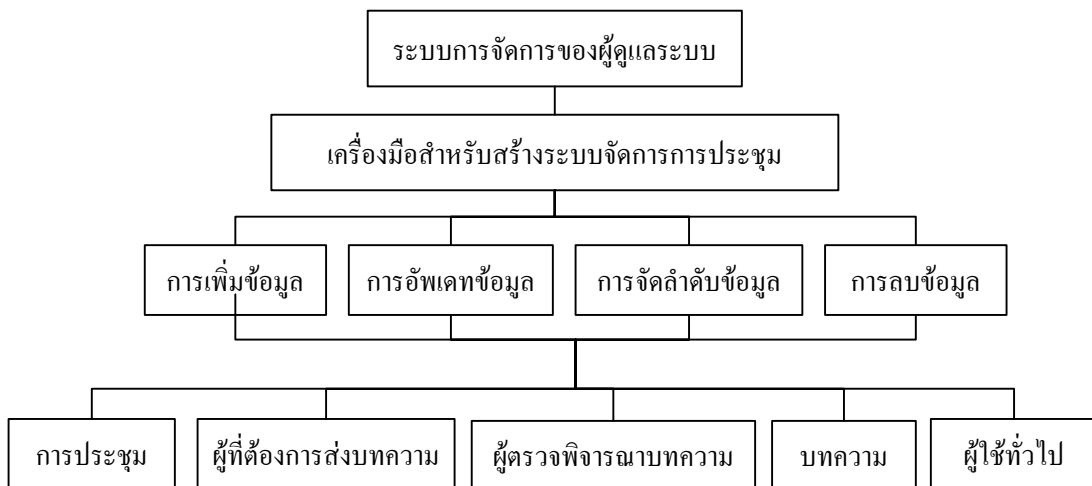 ระบบการจัดการของผู้ดูแลระบบ
เครื่องมือสำหรับสร้างระบบจัดการการประชุม
การเพิ่มข้อมูล
การอัพเดทข้อมูล
การจัดลำดับข้อมูล
การลบข้อมูล
การประชุม
ผู้ที่ต้องการส่งบทความ
ผู้ตรวจพิจารณาบทความ
บทความ
ผู้ใช้ทั่วไป